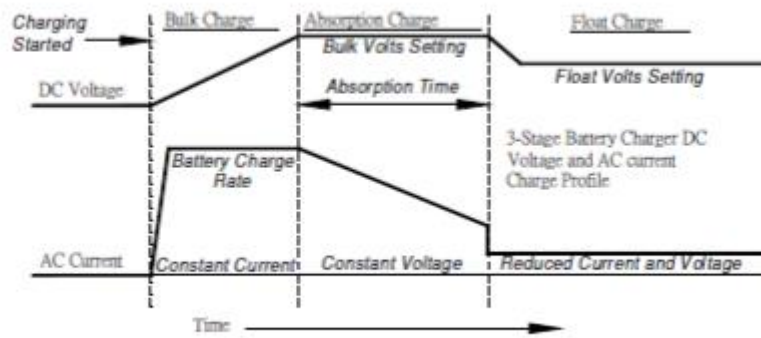 Charging
Started
Bulk Charge
Absorption Charge
Float Charge
Bulk Volts Setting
DC Voltage
Absorption Time
Float Volts Setting
3-Stage Battery Charger DC
Voltage and AC current
Charge Profile
Battery Charge
Rate
AC Current
Constant Current
Constant Voltage
Reduced Current and Voltage
Time